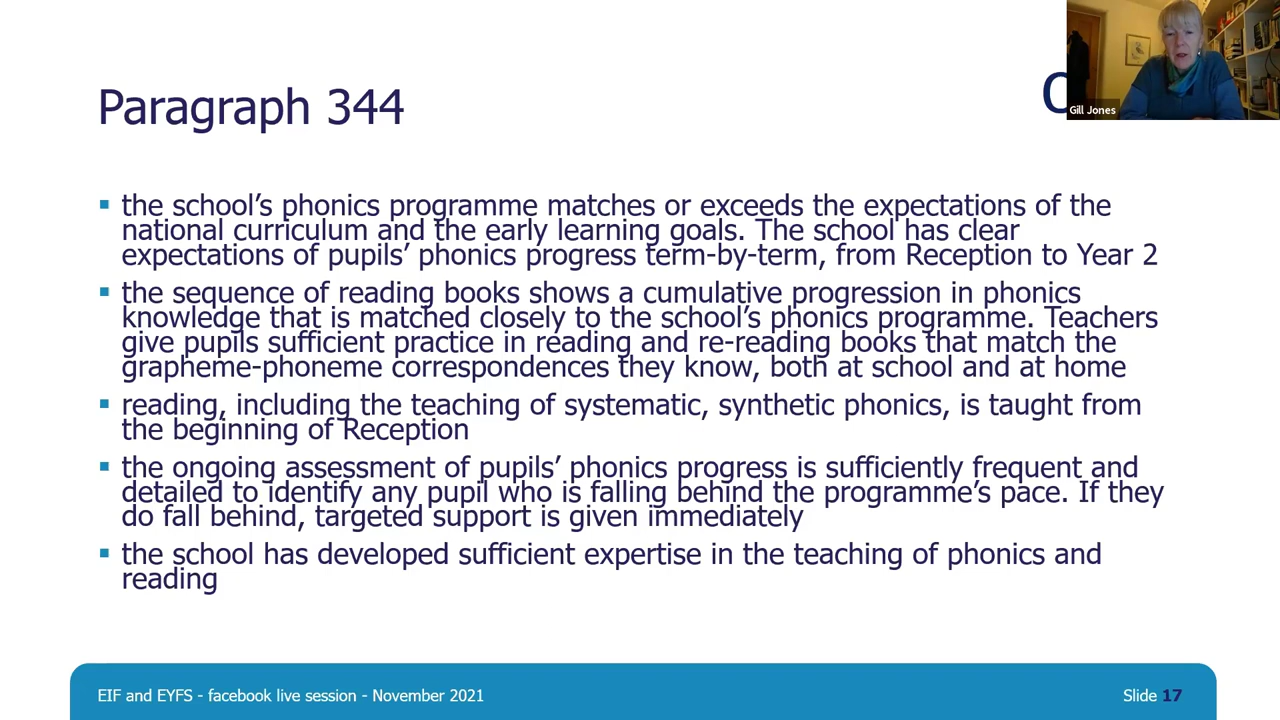 Paragraph 344
Gill Jones
the school’s phonics programme matches or exceeds the expectations of the
national curriculum and the early learning goals. The school has clear
expectations of pupils’ phonics progress term-by-term, from Reception to Year 2
the sequence of reading books shows a cumulative progression in phonics
knowledge that is matched closely to the school’s phonics programme. Teachers
give pupils sufficient practice in reading and re-reading books that match the
grapheme-phoneme correspondences they know, both at school and at home
reading, including the teaching of systematic, synthetic phonics, is taught from
the beginning of Reception
the ongoing assessment of pupils’ phonics progress is sufficiently frequent and
detailed to identify any pupil who is falling behind the programme’s pace. If they
do fall behind, targeted support is given immediately
the school has developed sufficient expertise in the teaching of phonics and
reading
EIF and EYFS - facebook live session - November 2021
Slide 17